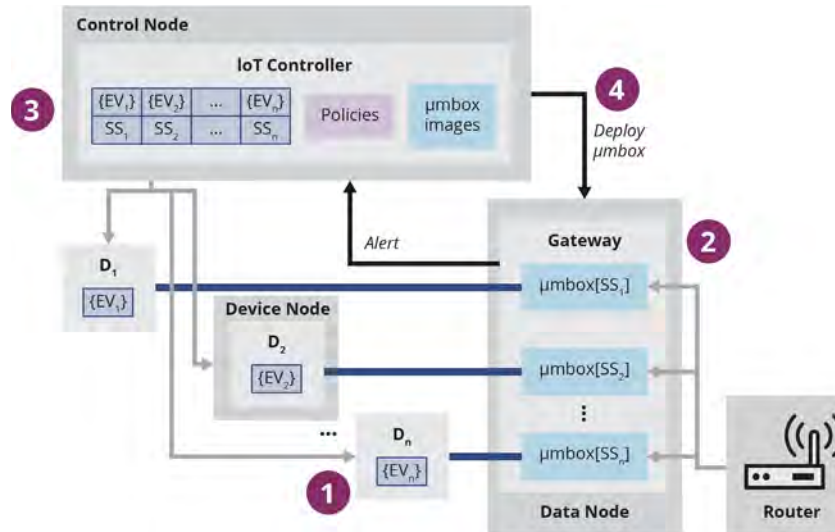 Control Node
IoT Controller
3
{EV₁} {EV₂} ... {EVₙ}
SS₁ SS₂ ... SSₙ
Policies
μmbox
images
4
Deploy
μmbox
Alert
Gateway
2
D₁
{EV₁}
μmbox[SS₁]
Device Node
D₂
{EV₂}
μmbox[SS₂]
...
Dₙ
{EVₙ}
1
⋮
μmbox[SSₙ]
Data Node
Router